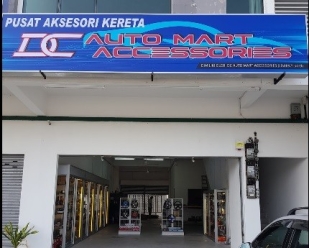 PUSAT AKSESORI KERETA
DC AUTO MART
ACCESSORIES